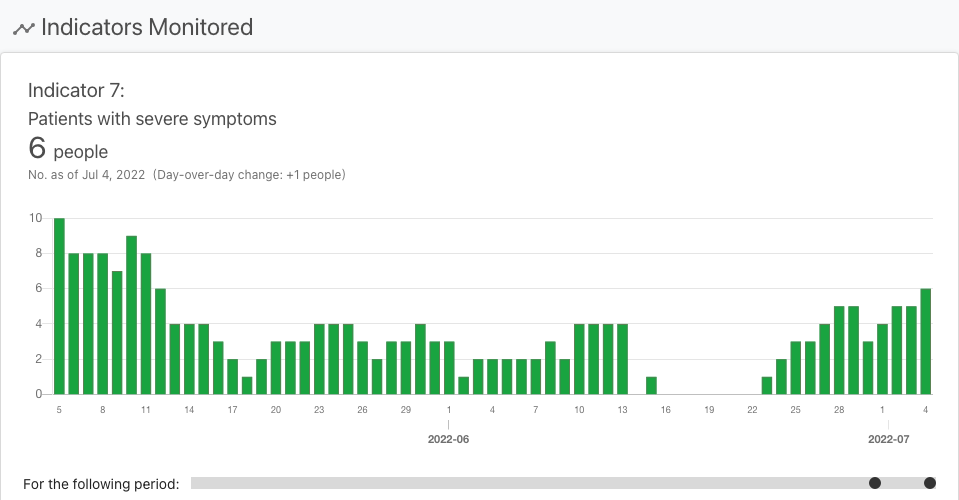 Indicators Monitored
Indicator 7:
Patients with severe symptoms
6 people
No. as of Jul 4, 2022 (Day-over-day change: +1 people)
10
8
6
4
2
0
5 8 11 14 17 20 23 26 29 1 4 7 10 13 16 19 22 25 28 1 4
2022-06 2022-07
For the following period: